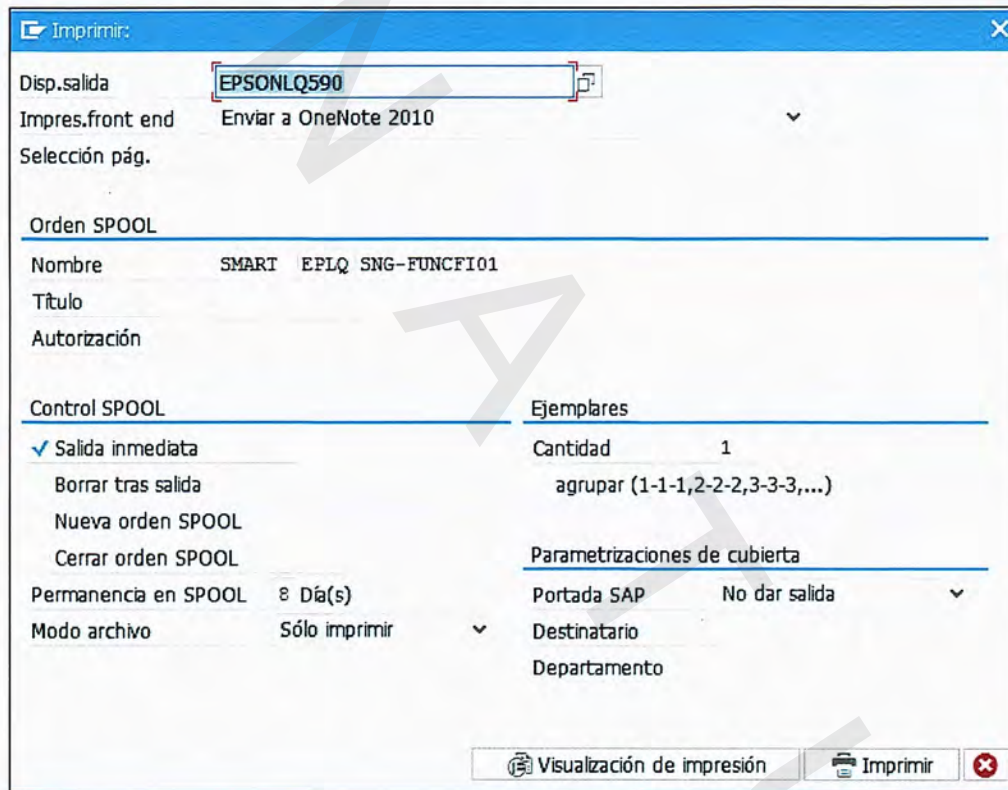 Imprimir:
Disp.salida EPSONLQ590
Impres.front end Enviar a OneNote 2010
Selección pág.
Orden SPOOL
Nombre SMART EPLQ SNG-FUNCFI01
Título
Autorización
Control SPOOL
Salida inmediata
Borrar tras salida
Nueva orden SPOOL
Cerrar orden SPOOL
Permanencia en SPOOL 8 Día(s)
Modo archivo Sólo imprimir
Ejemplares
Cantidad 1
agrupar (1-1-1,2-2-2,3-3-3,...)
Parametrizaciones de cubierta
Portada SAP No dar salida
Destinatario
Departamento
Visualización de impresión Imprimir